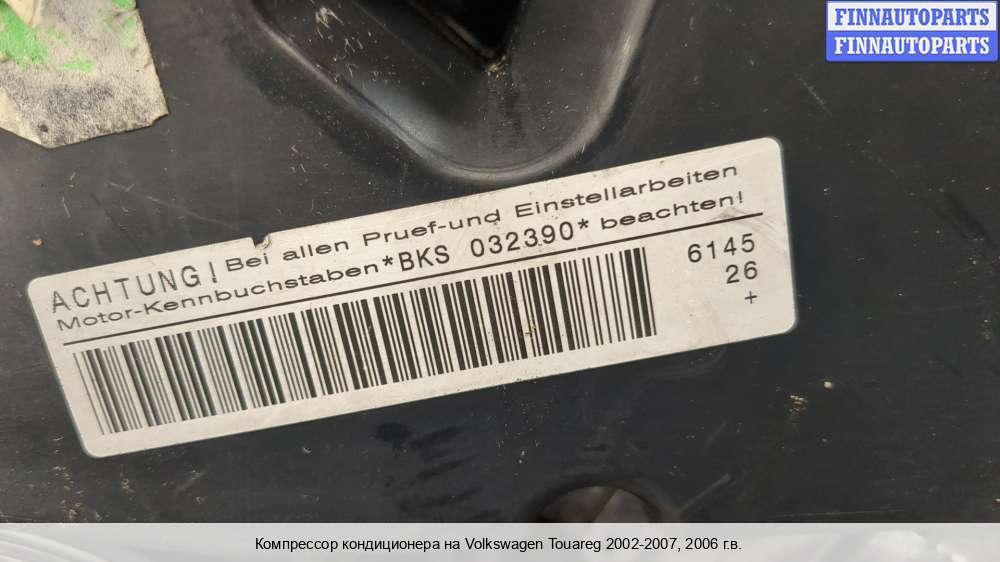 FINNAUTOPARTS
FINNAUTOPARTS
ACHTUNG! Bei allen Pruef-und Einstellarbeiten
Motor-Kennbuchstaben*BKS 032390* beachten!
6145
26
+
Компрессор кондиционера на Volkswagen Touareg 2002-2007, 2006 г.в.